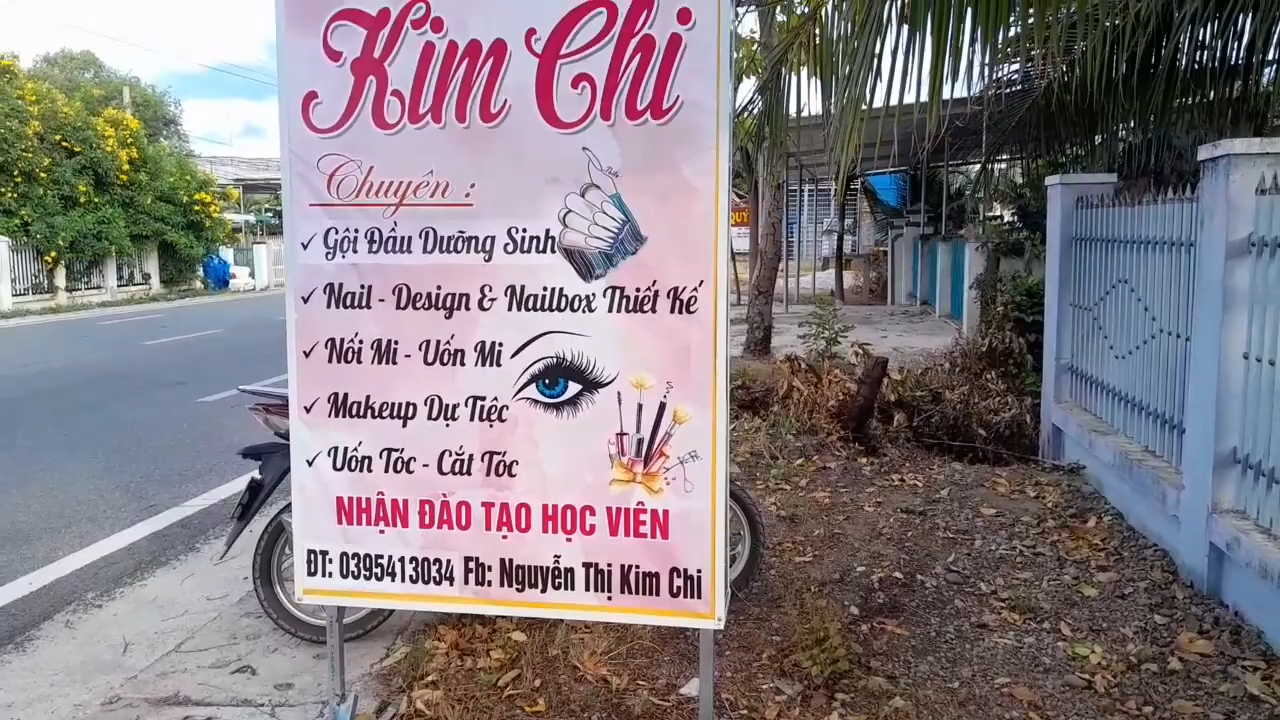 Kim Chi
Chuyên :
✓ Gội Đầu Dưỡng Sinh
✓ Nail - Design & Nailbox Thiết Kế
✓ Nối Mi - Uốn Mi
✓ Makeup Dự Tiệc
✓ Uốn Tóc - Cắt Tóc
NHẬN ĐÀO TẠO HỌC VIÊN
ĐT: 0395413034 Fb: Nguyễn Thị Kim Chi
QUÝ